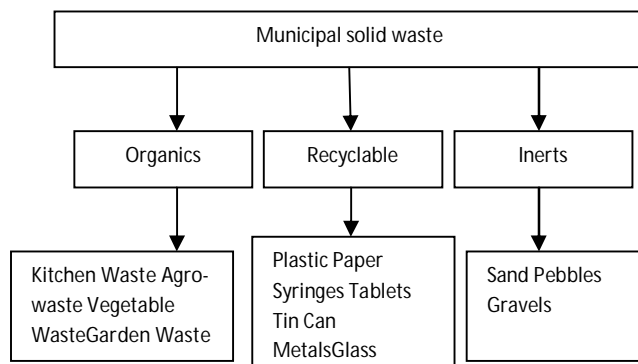 Municipal solid waste
Organics
Recyclable
Inerts
Kitchen Waste Agro-
waste Vegetable
WasteGarden Waste
Plastic Paper
Syringes Tablets
Tin Can
MetalsGlass
Sand Pebbles
Gravels